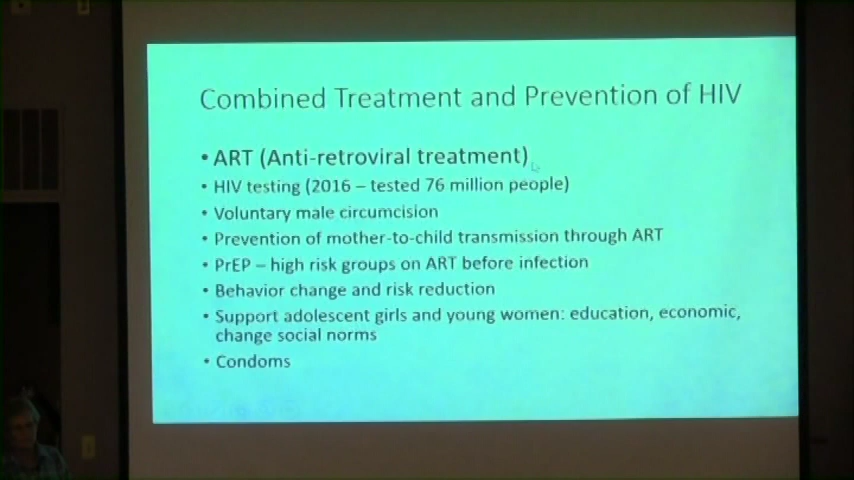 Combined Treatment and Prevention of HIV
• ART (Anti-retroviral treatment)
• HIV testing (2016 – tested 76 million people)
• Voluntary male circumcision
• Prevention of mother-to-child transmission through ART
• PrEP – high risk groups on ART before infection
• Behavior change and risk reduction
• Support adolescent girls and young women: education, economic,
change social norms
• Condoms